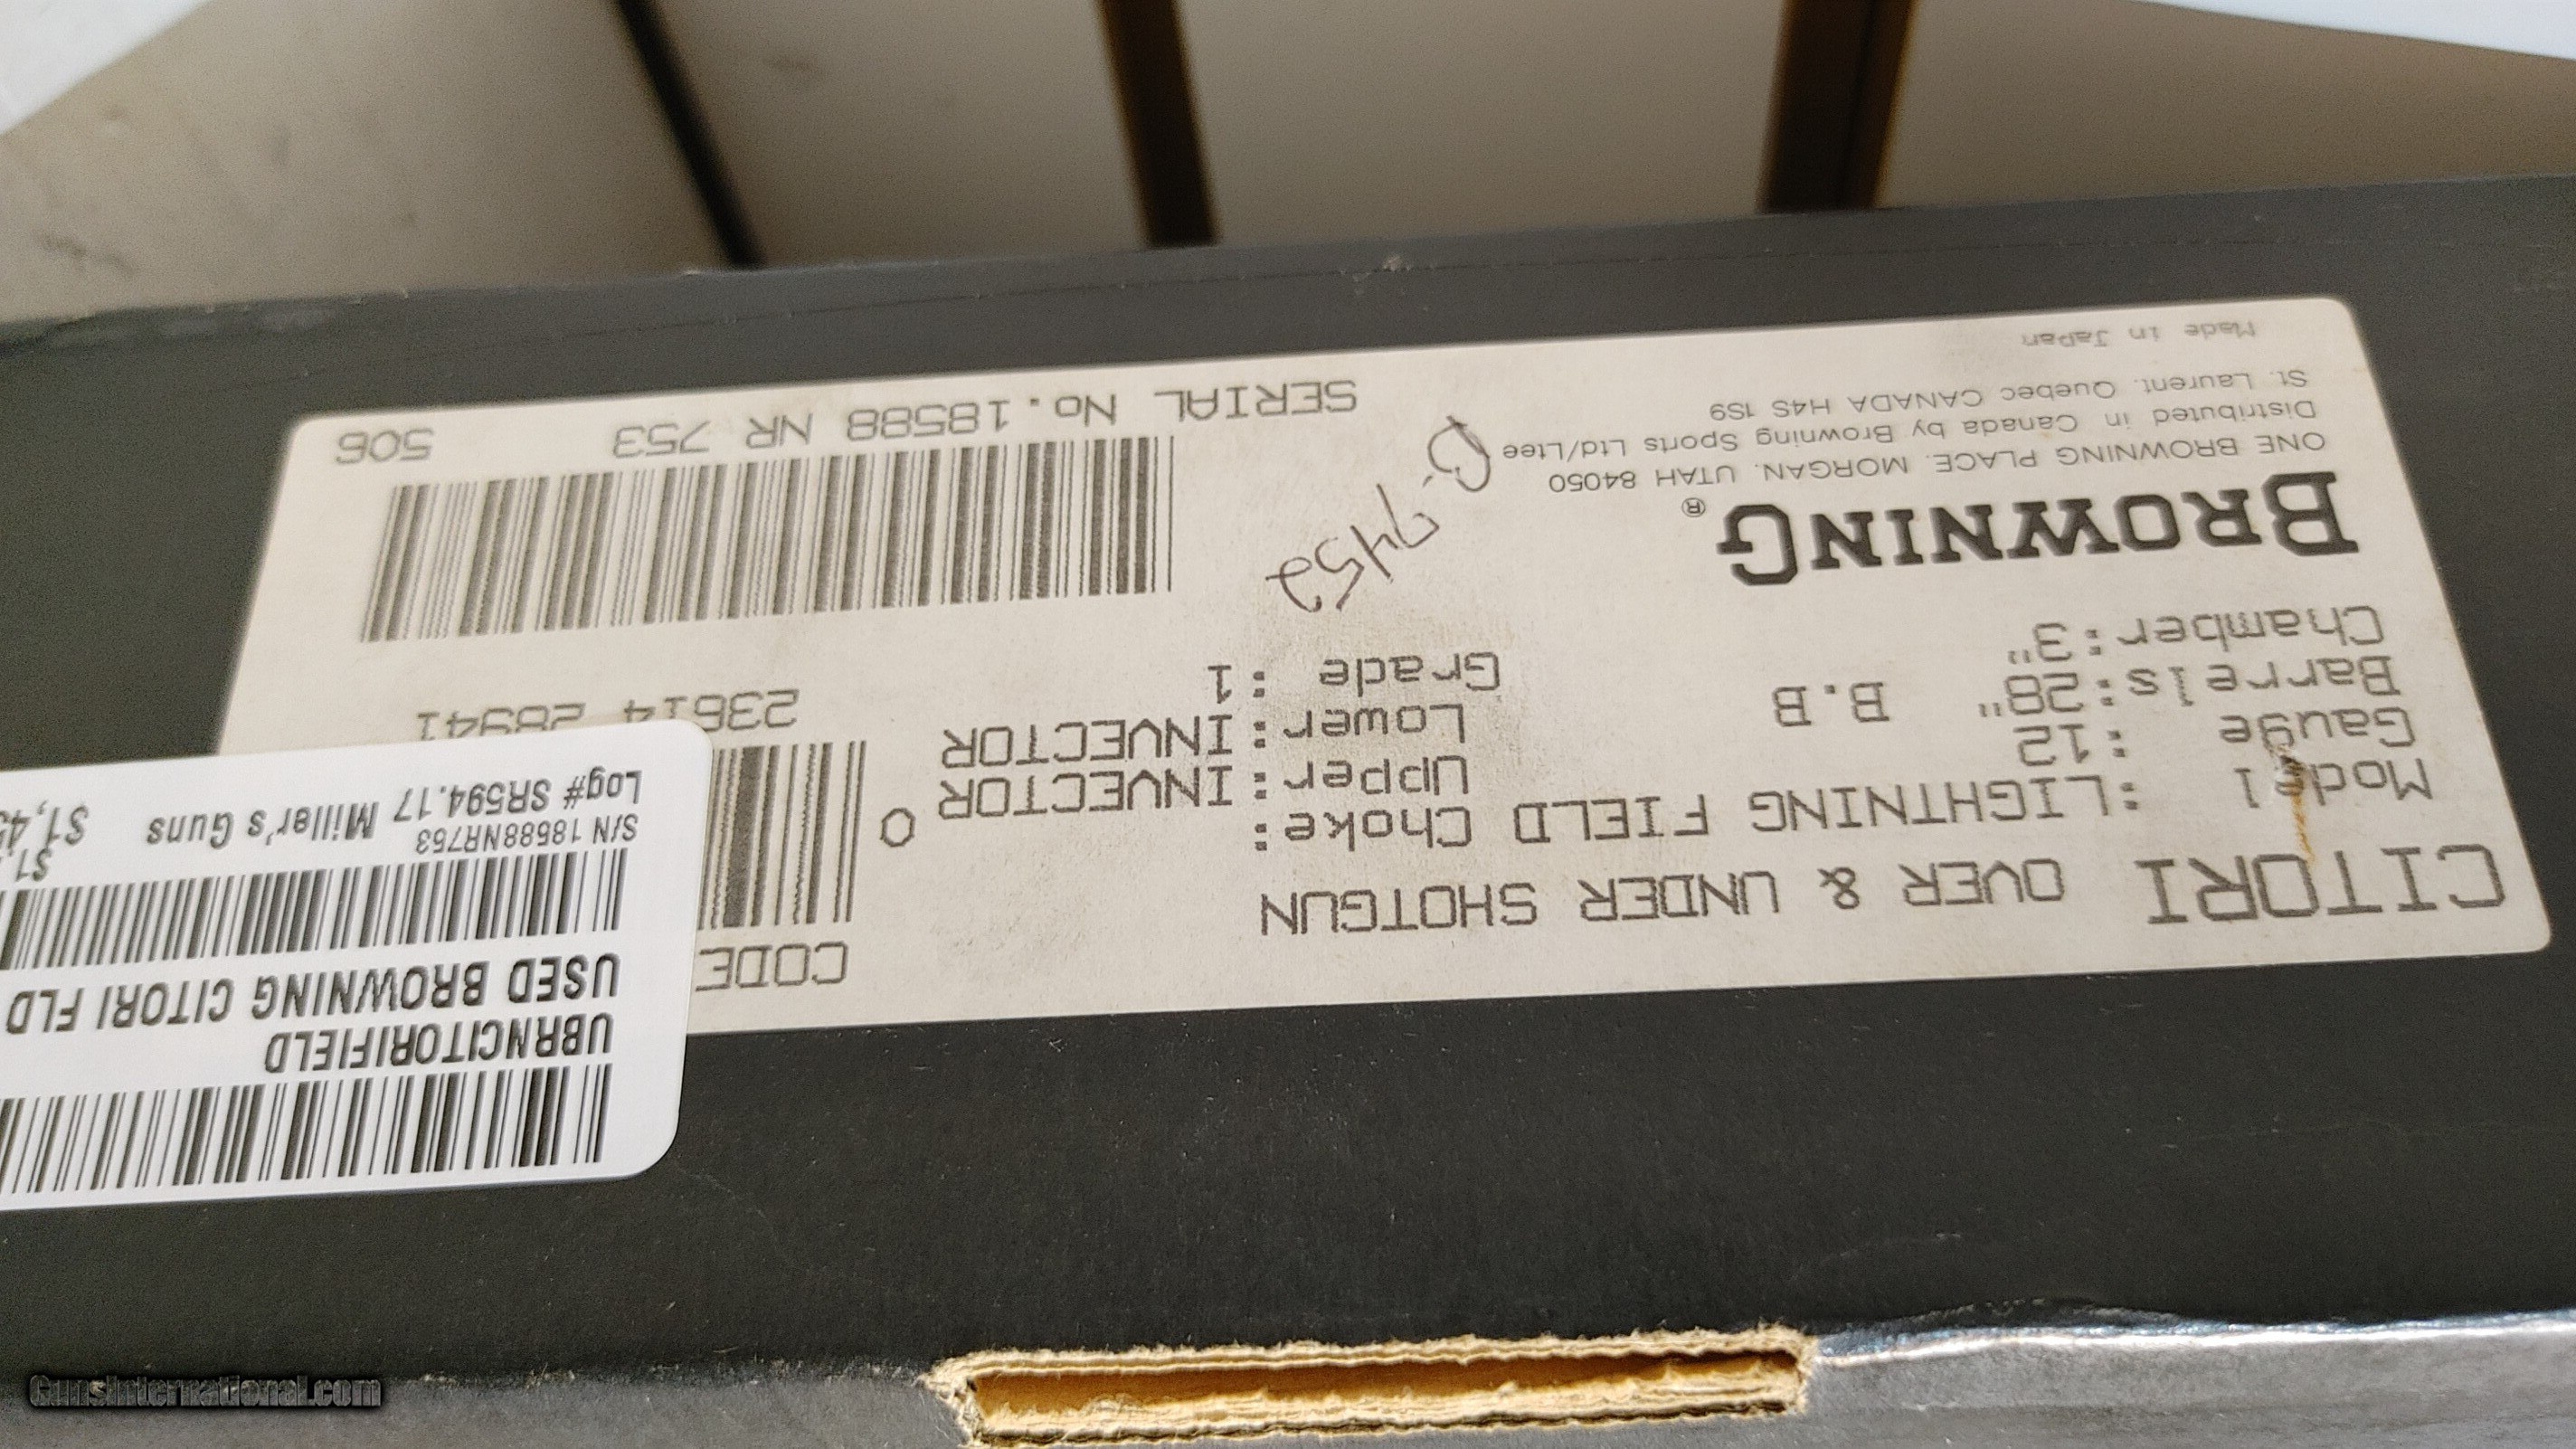 CITORI OVER & UNDER SHOTGUN
Model :LIGHTNING FIELD
Gauge :12
Barrels:28" B.B
Chamber:3"
Choke:
Upper:INVECTOR
Lower:INVECTOR
Grade :1
BROWNING®
ONE BROWNING PLACE, MORGAN, UTAH 84050
Distributed in Canada by Browning Sports Ltd/Ltee
St. Laurent, Quebec CANADA H4S 1S9
Made in JaPan
7452
CODE
O
23614 28941
SERIAL No.18588 NR 753
506
UBRNCITORIFIELD
USED BROWNING CITORI FLD
S/N 18588NR753
Log# SR594.17 Miller's Guns
GunsInternational.com